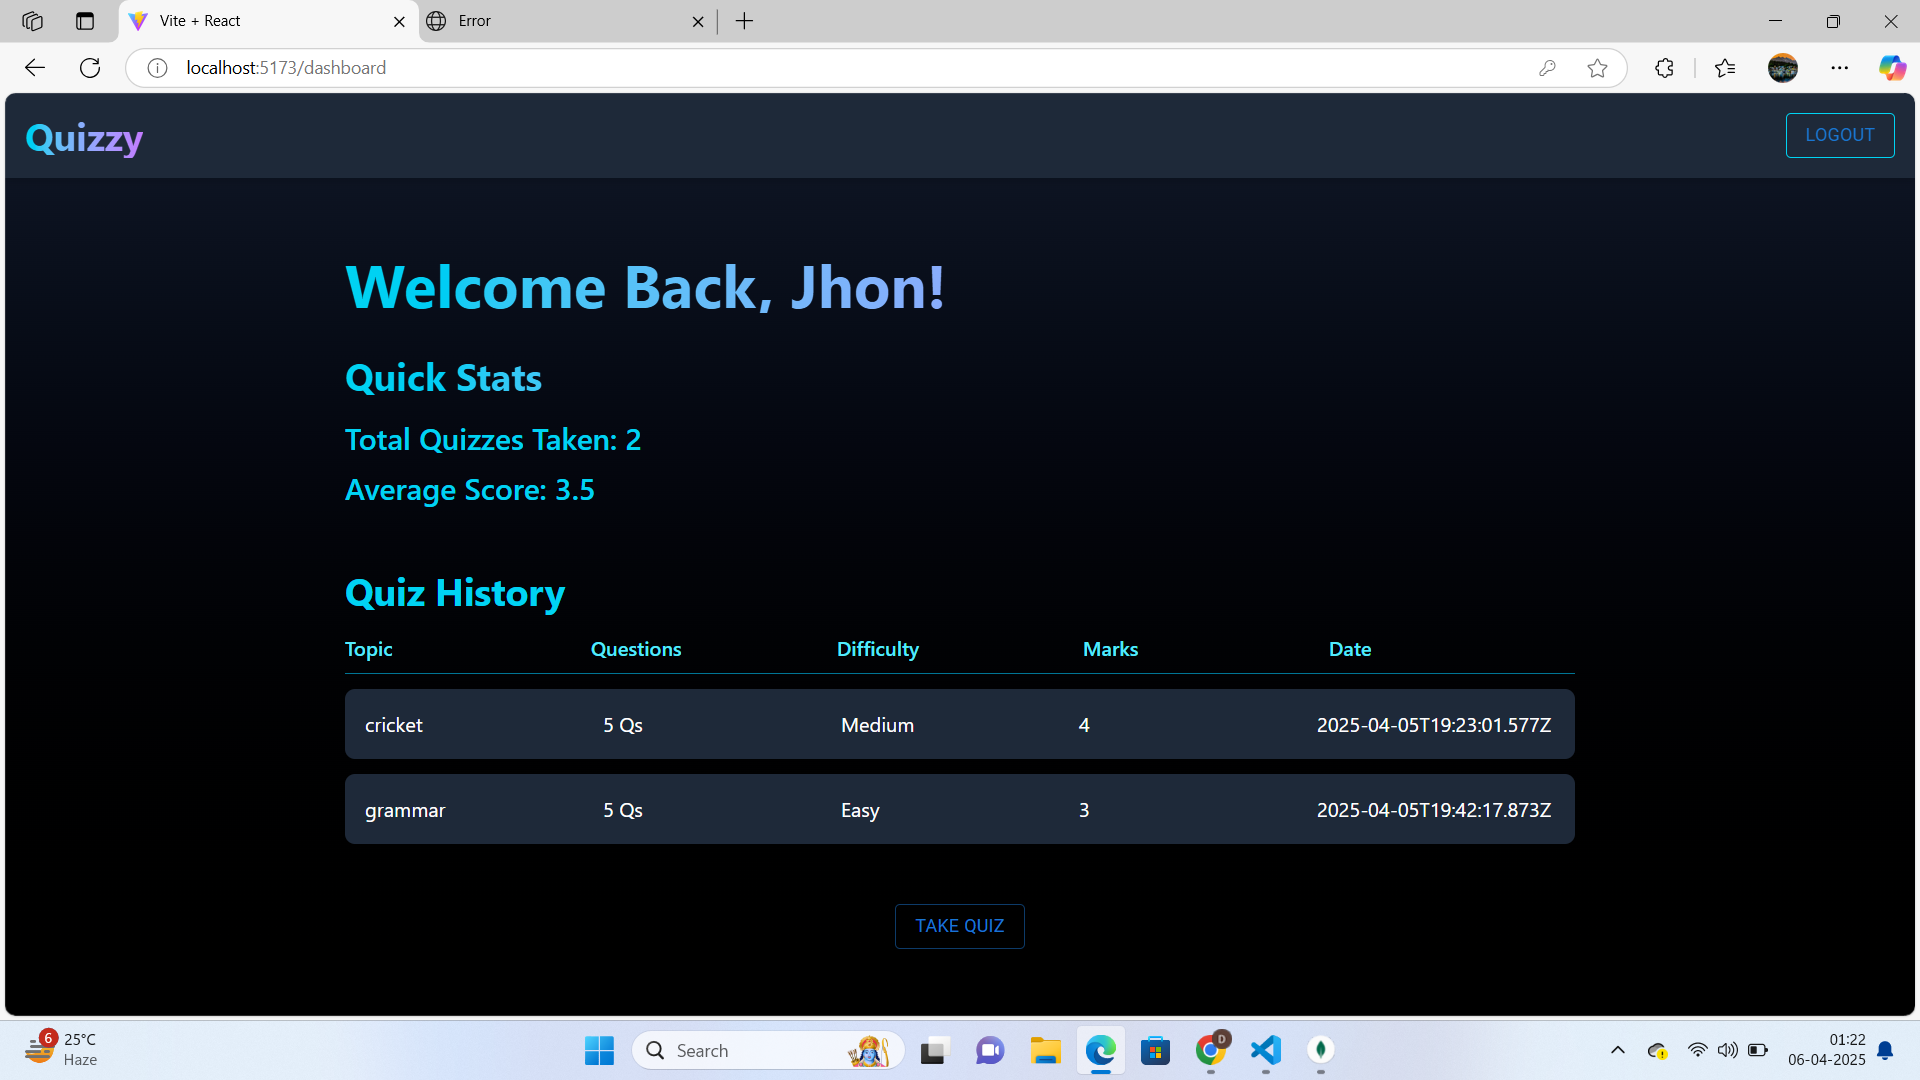 Vite + React
Error
localhost:5173/dashboard
Quizzy
LOGOUT
Welcome Back, Jhon!
Quick Stats
Total Quizzes Taken: 2
Average Score: 3.5
Quiz History
Topic Questions Difficulty Marks Date
cricket 5 Qs Medium 4 2025-04-05T19:23:01.577Z
grammar 5 Qs Easy 3 2025-04-05T19:42:17.873Z
TAKE QUIZ
6 25°C
Haze
Search
D
01:22
06-04-2025